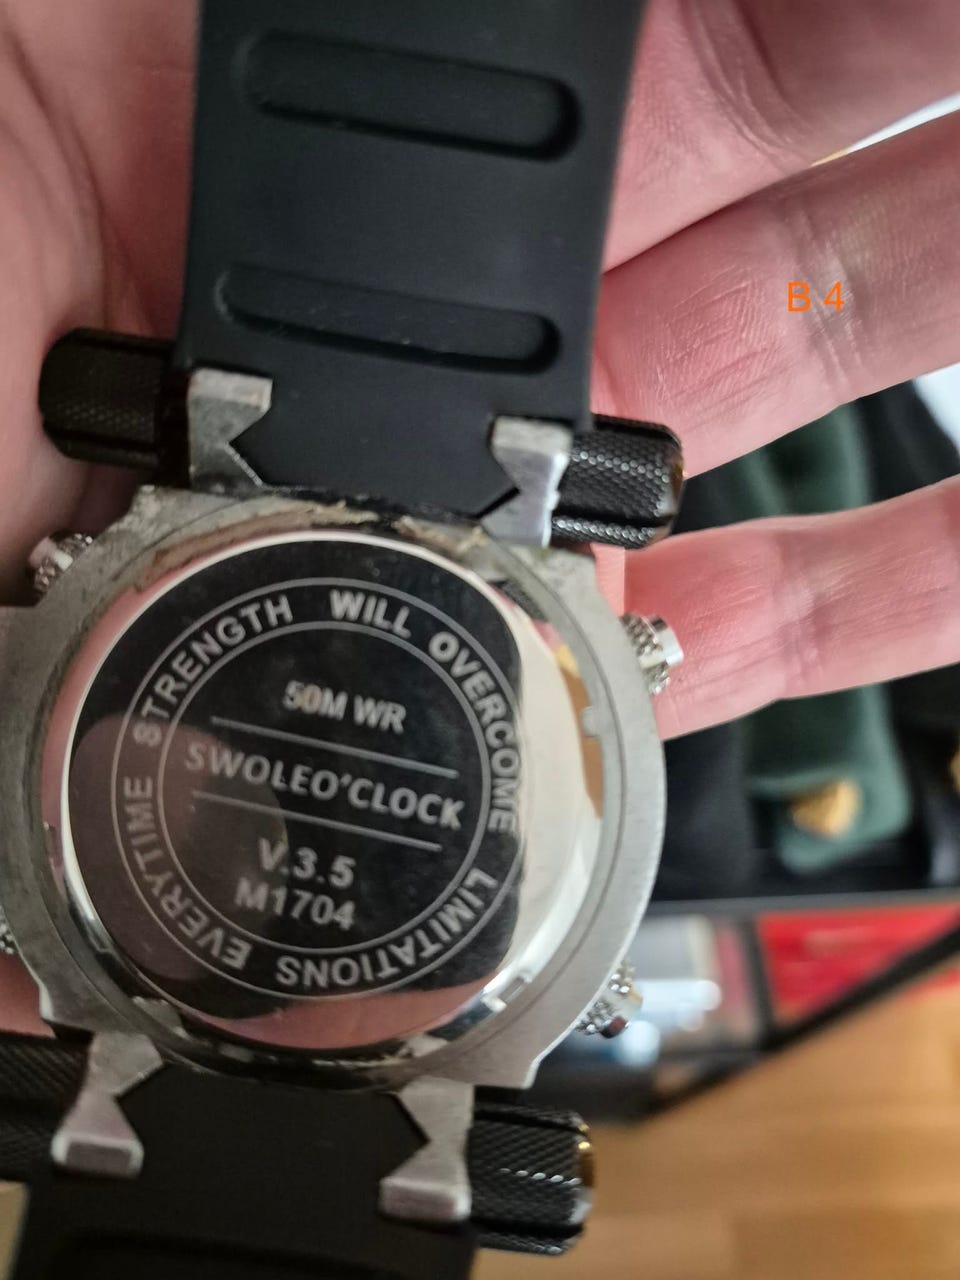 B 4
STRENGTH WILL OVERCOME LIMITATIONS EVERYTIME
50M WR
SWOLEO'CLOCK
V.3.5
M1704